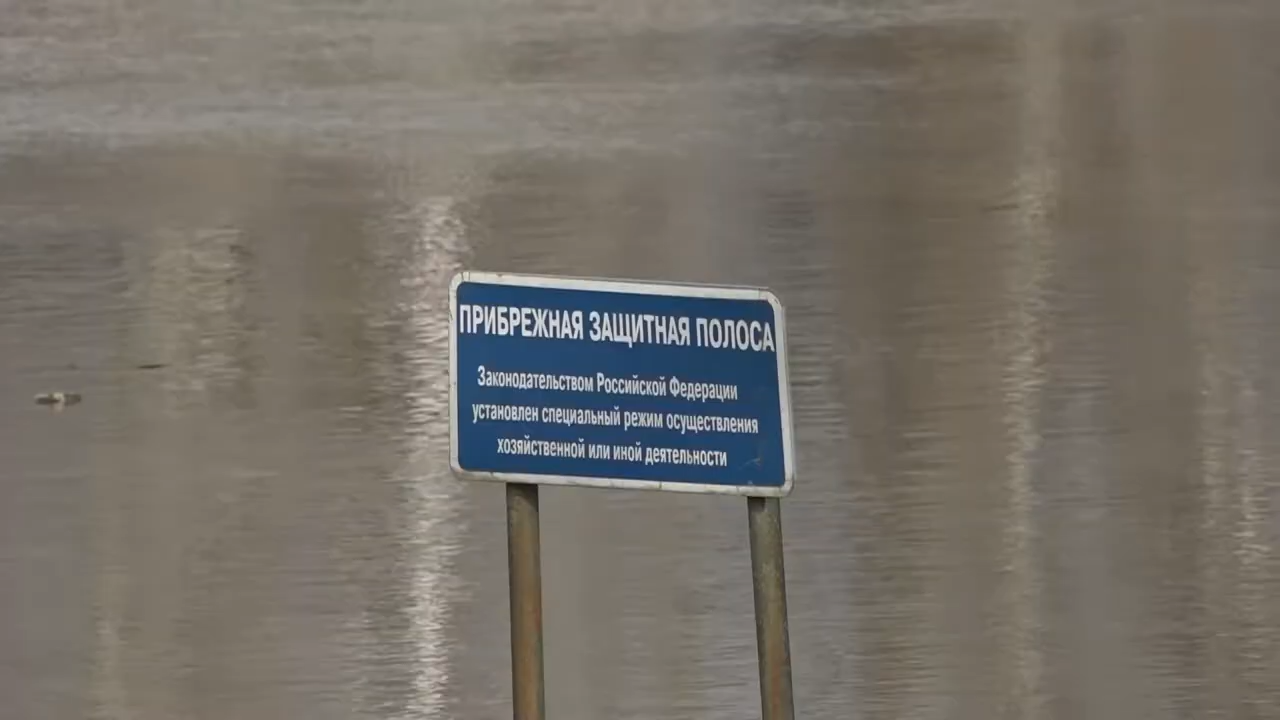 ПРИБРЕЖНАЯ ЗАЩИТНАЯ ПОЛОСА
Законодательством Российской Федерации
установлен специальный режим осуществления
хозяйственной или иной деятельности